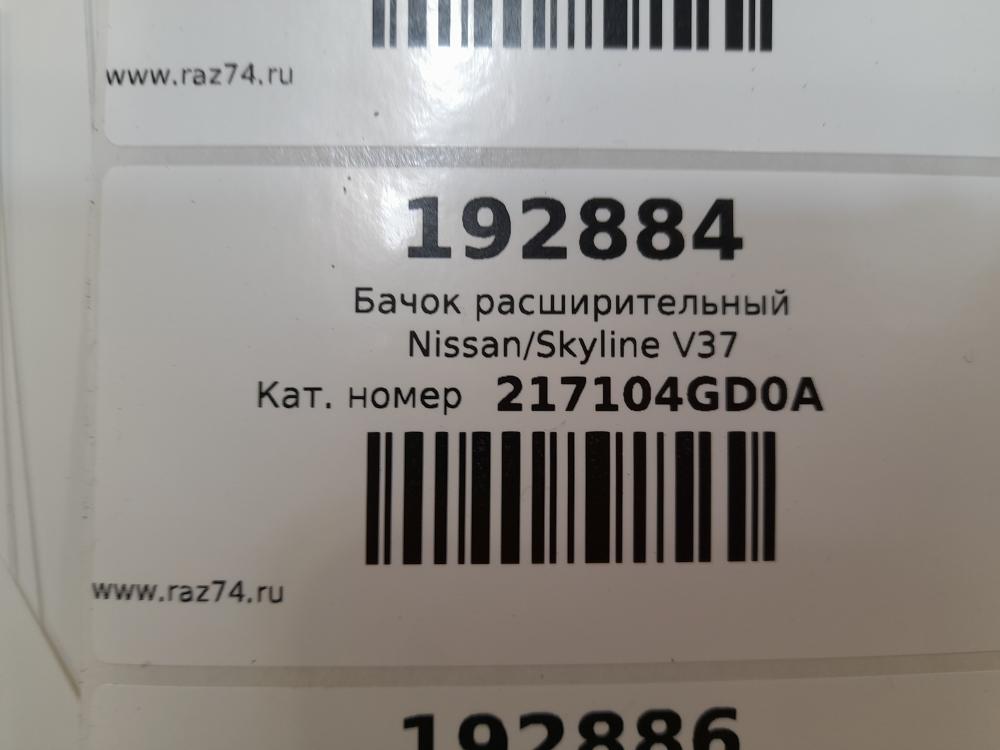 www.raz74.ru
192884
Бачок расширительный
Nissan/Skyline V37
Кат. номер 217104GD0A
www.raz74.ru
192886